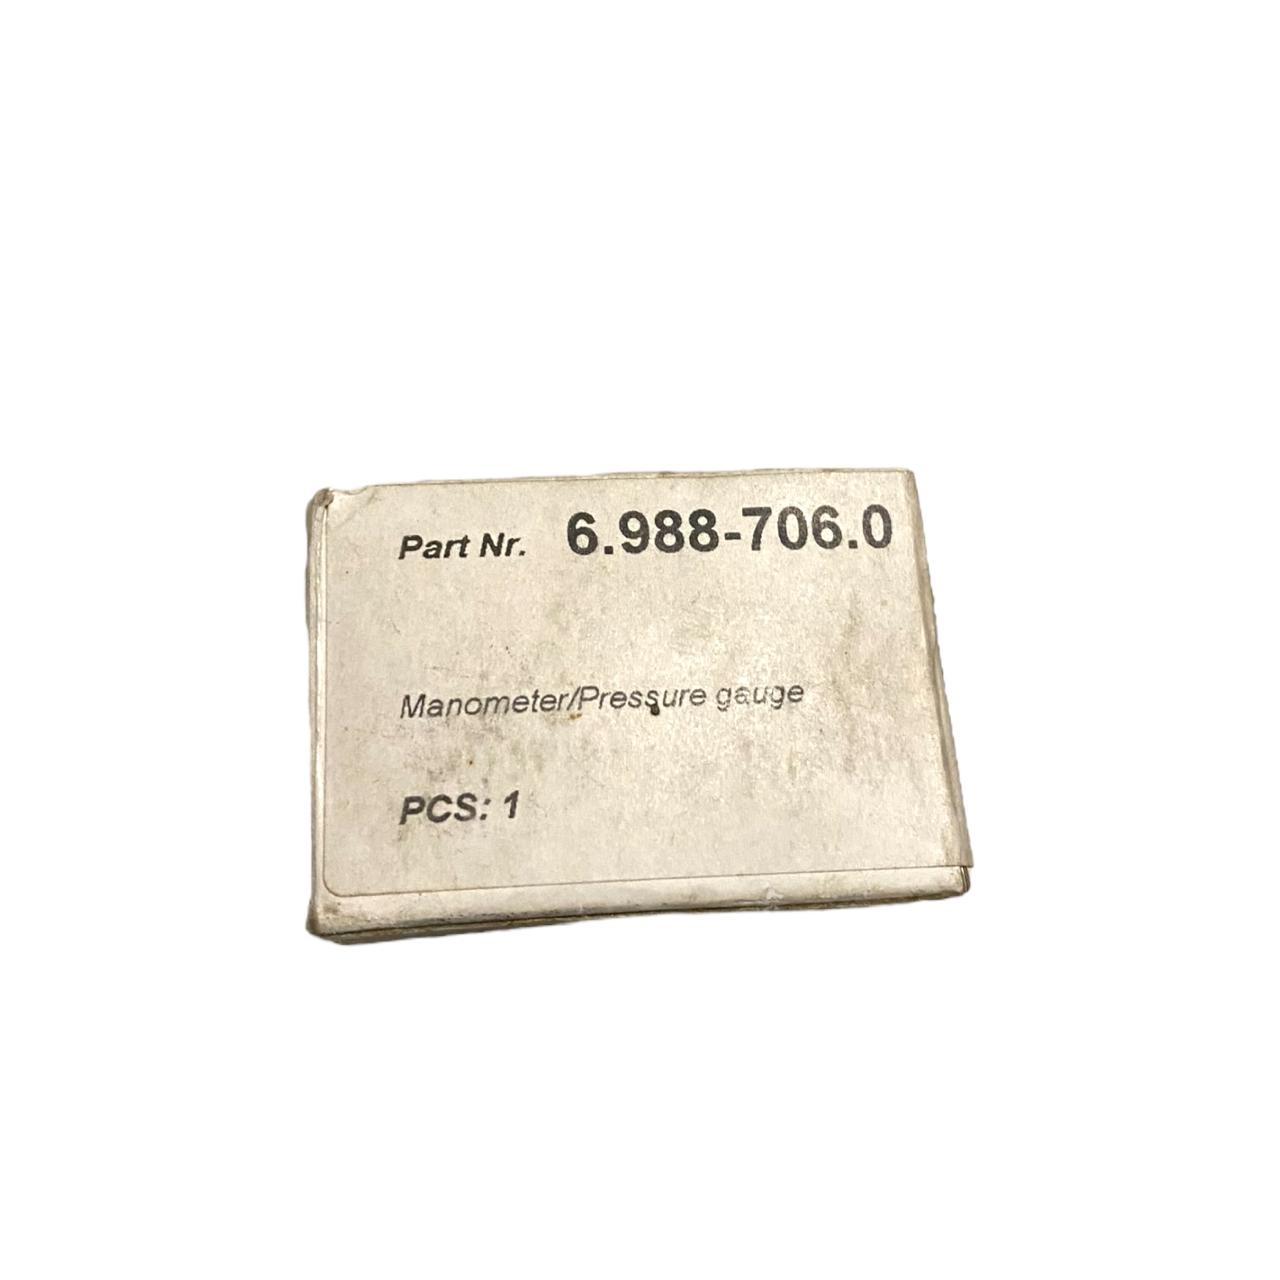 Part Nr. 6.988-706.0
Manometer/Pressure gauge
PCS: 1